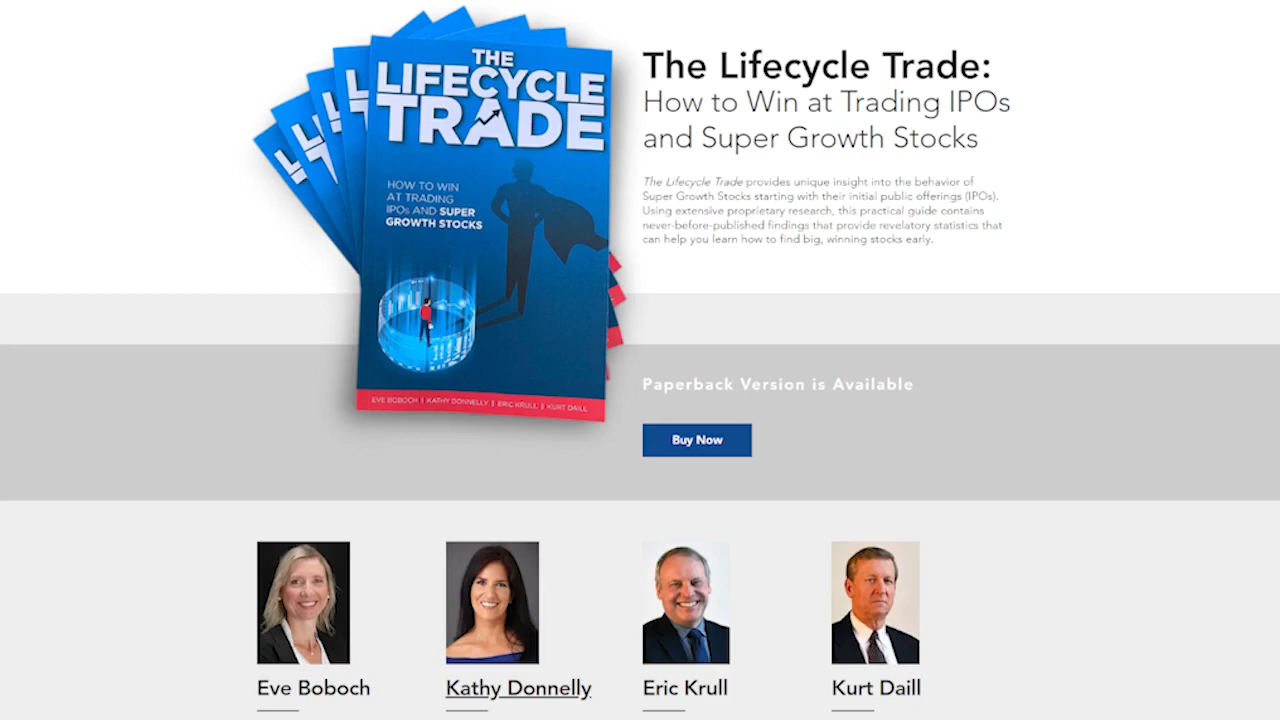 THE
LIFECYCLE
TRADE
HOW TO WIN
AT TRADING
IPOs AND SUPER
GROWTH STOCKS
EVE BOBOCH | KATHY DONNELLY | ERIC KRULL | KURT DAILL
The Lifecycle Trade:
How to Win at Trading IPOs
and Super Growth Stocks
The Lifecycle Trade provides unique insight into the behavior of
Super Growth Stocks starting with their initial public offerings (IPOs).
Using extensive proprietary research, this practical guide contains
never-before-published findings that provide revelatory statistics that
can help you learn how to find big, winning stocks early.
Paperback Version is Available
Buy Now
Eve Boboch
Kathy Donnelly
Eric Krull
Kurt Daill